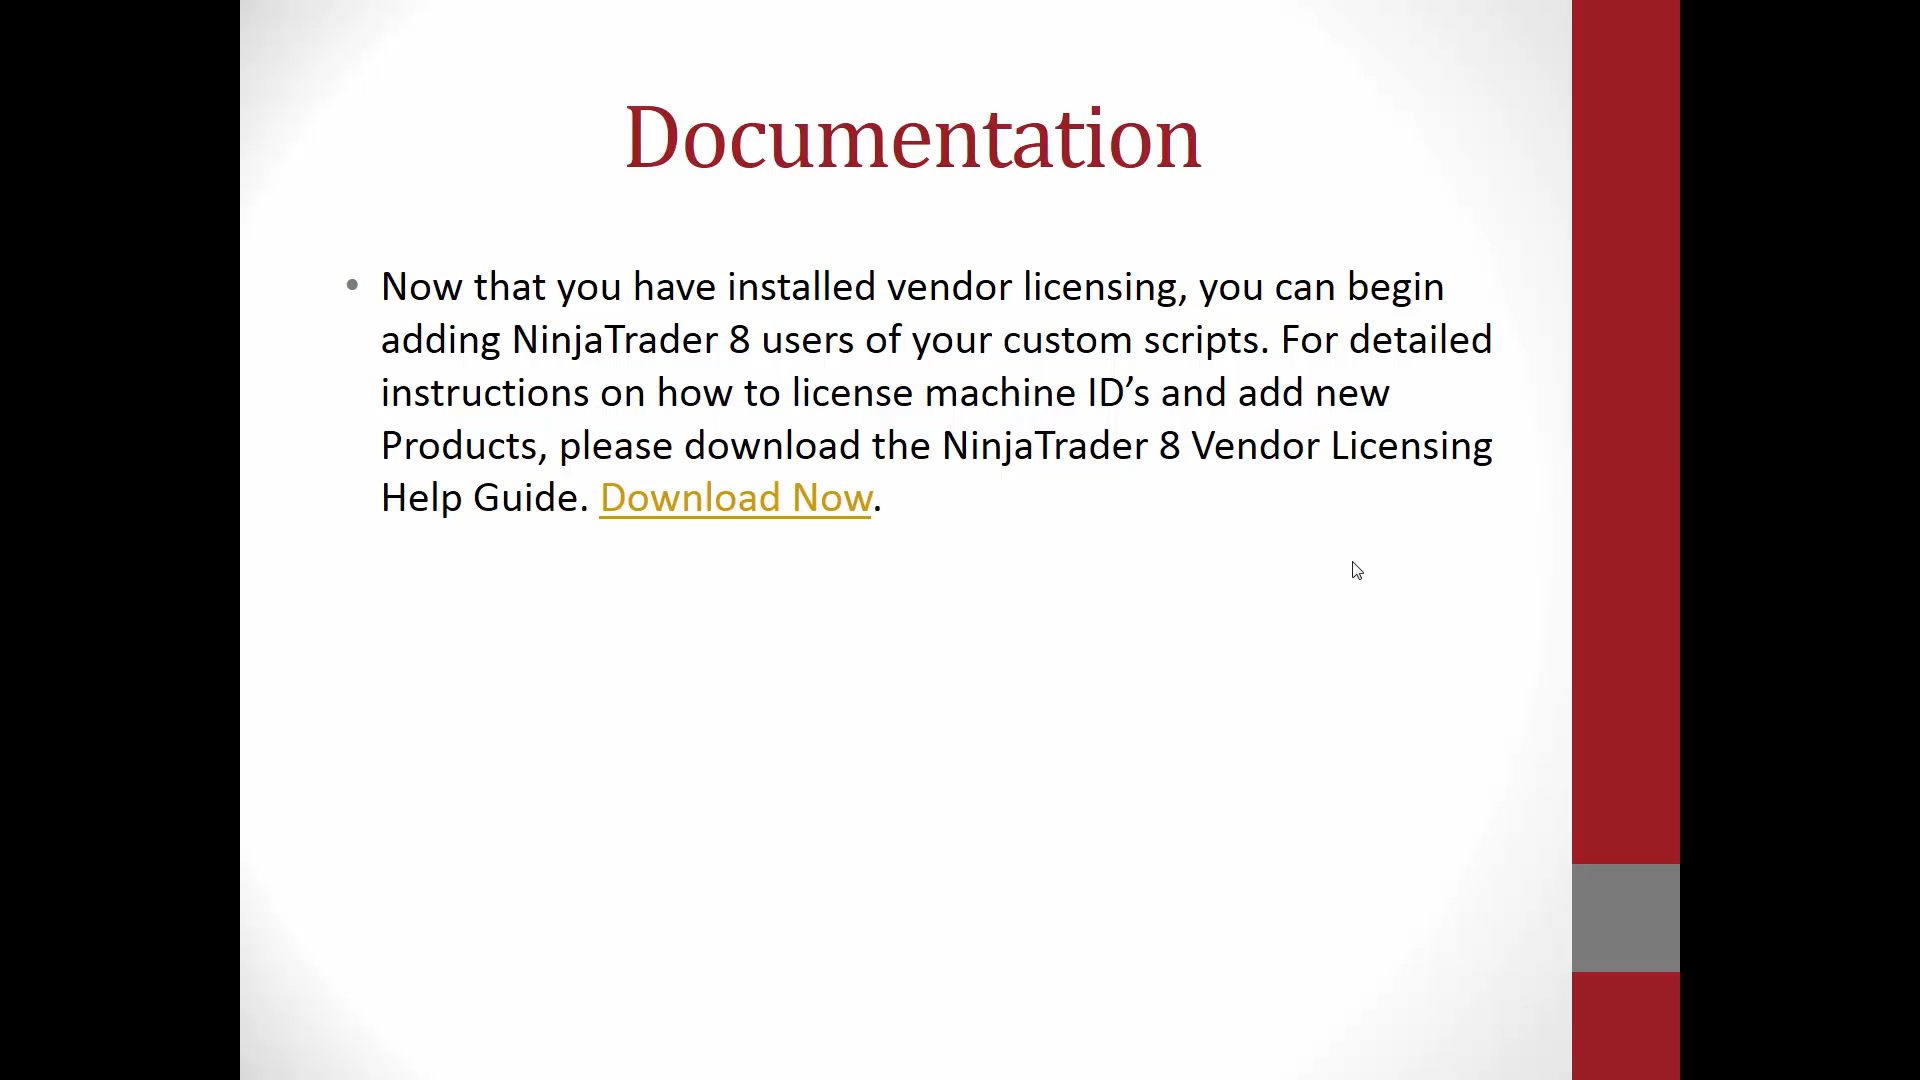 Documentation
• Now that you have installed vendor licensing, you can begin
adding NinjaTrader 8 users of your custom scripts. For detailed
instructions on how to license machine ID’s and add new
Products, please download the NinjaTrader 8 Vendor Licensing
Help Guide. Download Now.